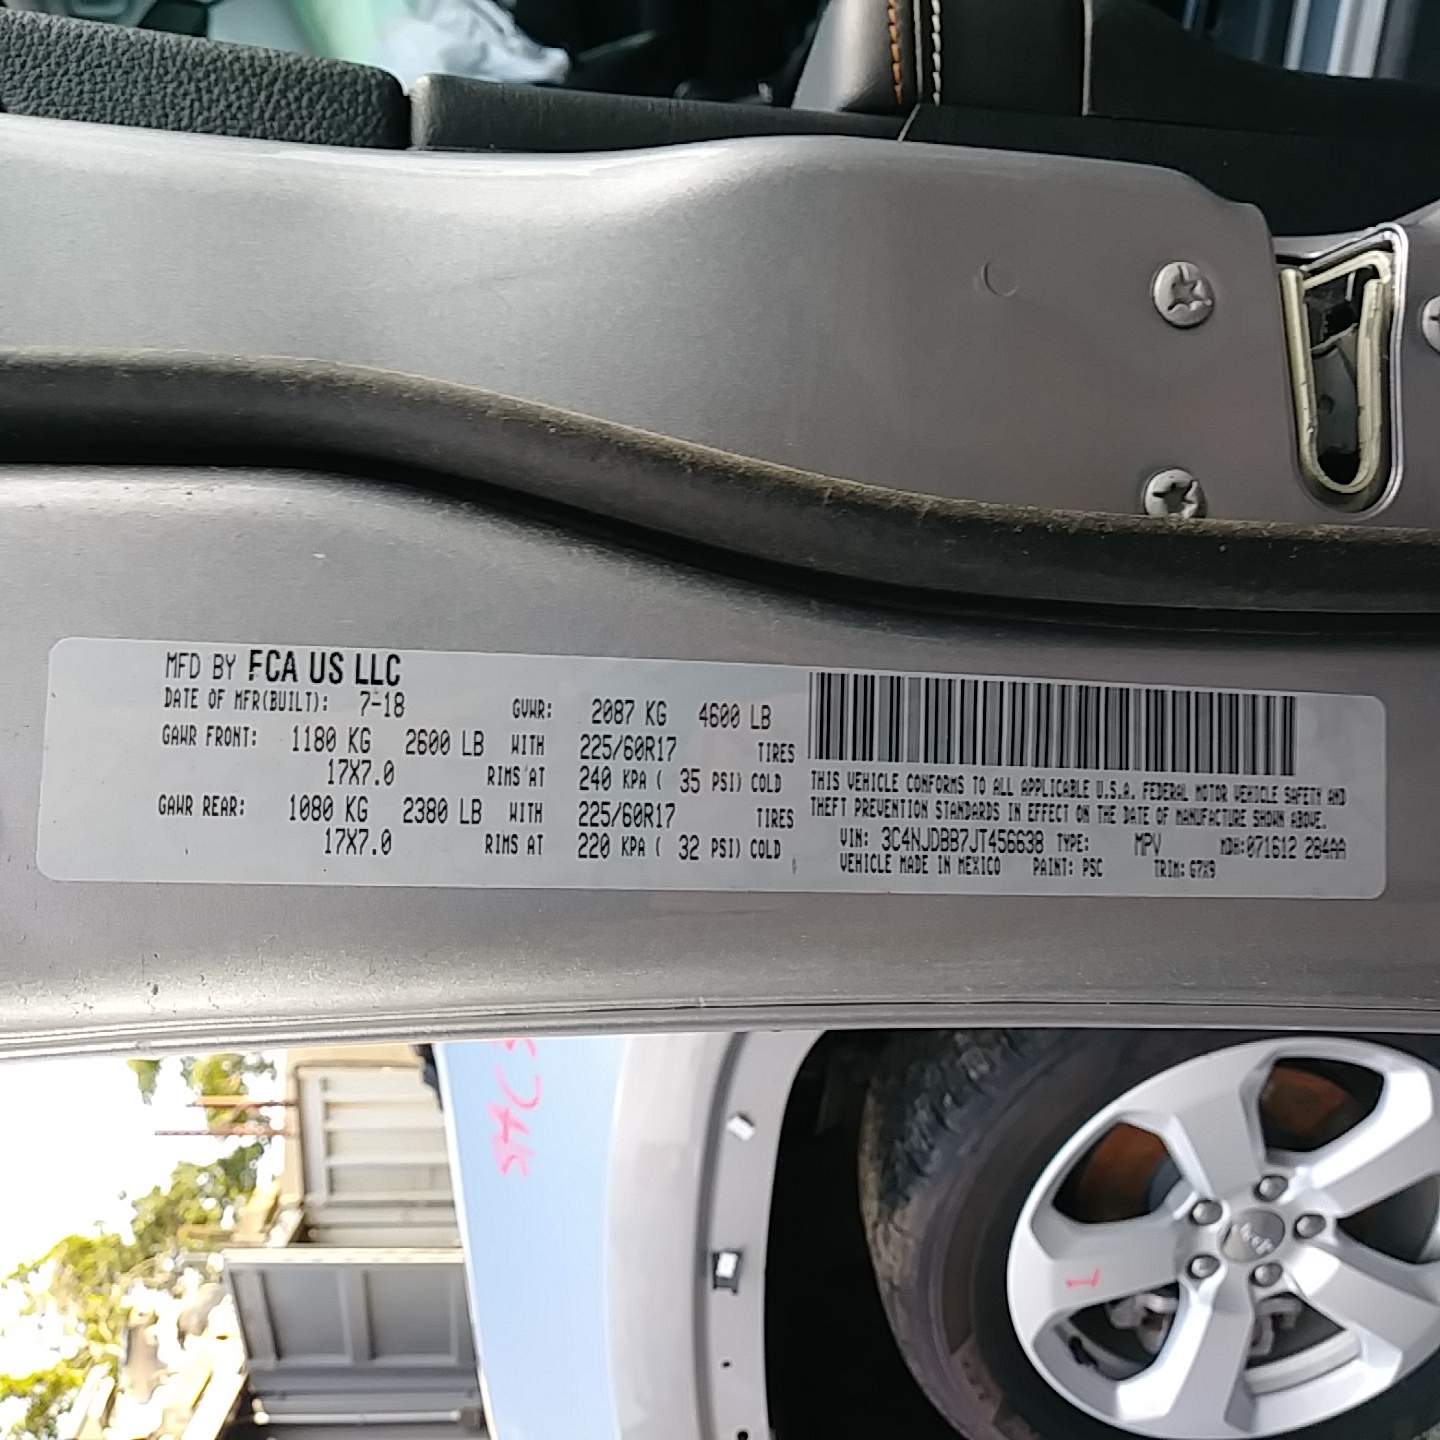 MFD BY FCA US LLC
DATE OF MFR(BUILT): 7-18 GVWR: 2087 KG 4600 LB
GAWR FRONT: 1180 KG 2600 LB WITH 225/60R17 TIRES
17X7.0 RIMS AT 240 KPA ( 35 PSI) COLD
GAWR REAR: 1080 KG 2380 LB WITH 225/60R17 TIRES
17X7.0 RIMS AT 220 KPA ( 32 PSI) COLD
THIS VEHICLE CONFORMS TO ALL APPLICABLE U.S.A. FEDERAL MOTOR VEHICLE SAFETY AND
THEFT PREVENTION STANDARDS IN EFFECT ON THE DATE OF MANUFACTURE SHOWN ABOVE.
VIN: 3C4NJDBB7JT456638 TYPE: MPV MDH:071612 284AA
VEHICLE MADE IN MEXICO PAINT: PSC TRIM: G7X9
Jeep
1